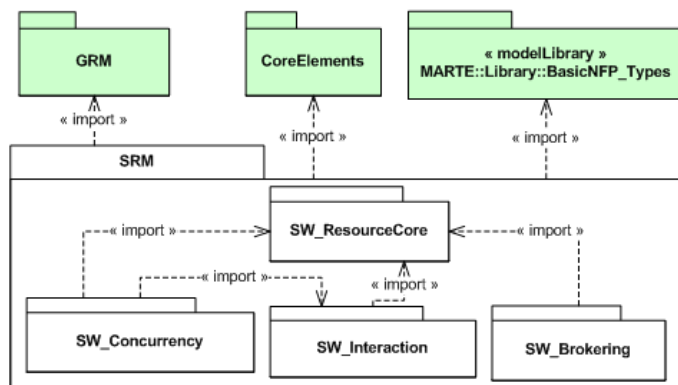 GRM
CoreElements
« modelLibrary »
MARTE::Library::BasicNFP_Types
« import »
« import »
« import »
SRM
SW_ResourceCore
« import »
« import »
« import »
« import »
SW_Concurrency
SW_Interaction
SW_Brokering